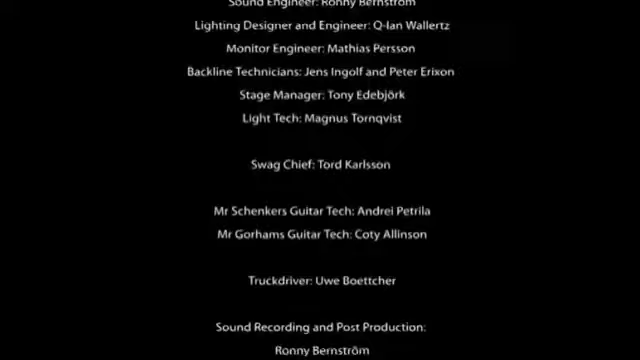 Sound Engineer: Ronny Bernström
Lighting Designer and Engineer: Q-Ian Wallertz
Monitor Engineer: Mathias Persson
Backline Technicians: Jens Ingolf and Peter Erixon
Stage Manager: Tony Edebjörk
Light Tech: Magnus Tornqvist
Swag Chief: Tord Karlsson
Mr Schenkers Guitar Tech: Andrei Petrila
Mr Gorhams Guitar Tech: Coty Allinson
Truckdriver: Uwe Boettcher
Sound Recording and Post Production:
Ronny Bernström